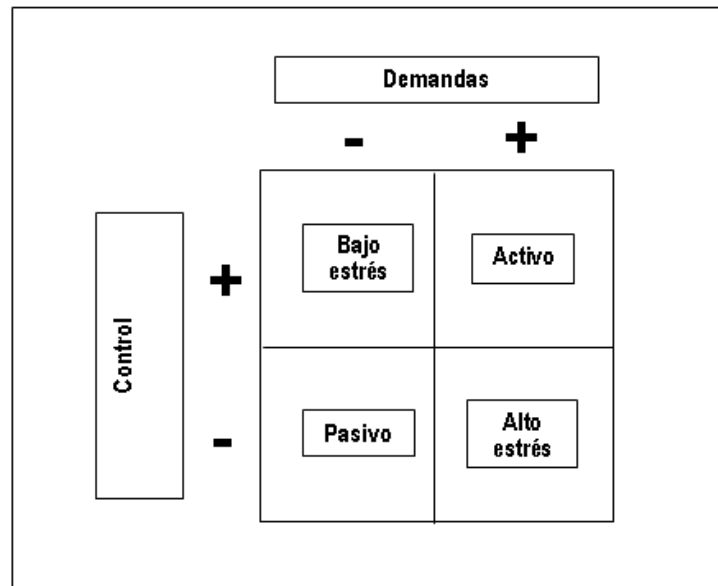 Demandas
- +
Bajo
estrés
Activo
+
Control
-
Pasivo
Alto
estrés